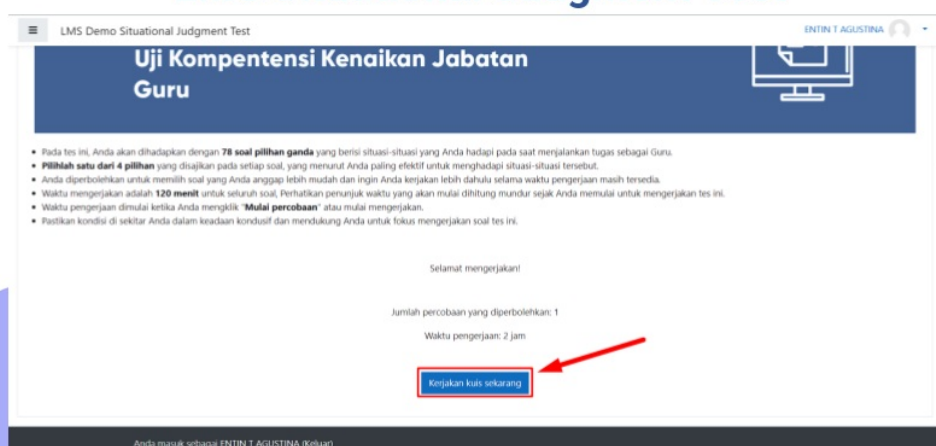 LMS Demo Situational Judgment Test
ENTIN T AGUSTINA
Uji Kompentensi Kenaikan Jabatan
Guru
Pada tes ini, Anda akan dihadapkan dengan 78 soal pilihan ganda yang berisi situasi-situasi yang Anda hadapi pada saat menjalankan tugas sebagai Guru.
Pilihlah satu dari 4 pilihan yang disajikan pada setiap soal, yang menurut Anda paling efektif untuk menghadapi situasi-situasi tersebut.
Anda diperbolehkan untuk memilih soal yang Anda anggap lebih mudah dan ingin Anda kerjakan lebih dahulu selama waktu pengerjaan masih tersedia.
Waktu mengerjakan adalah 120 menit untuk seluruh soal, Perhatikan penunjuk waktu yang akan mulai dihitung mundur sejak Anda memulai untuk mengerjakan tes ini.
Waktu pengerjaan dimulai ketika Anda mengklik "Mulai percobaan" atau mulai mengerjakan.
Pastikan kondisi di sekitar Anda dalam keadaan kondusif dan mendukung Anda untuk fokus mengerjakan soal tes ini.
Selamat mengerjakan!
Jumlah percobaan yang diperbolehkan: 1
Waktu pengerjaan: 2 jam
Kerjakan kuis sekarang
Anda masuk sebagai ENTIN T AGUSTINA (Keluar)